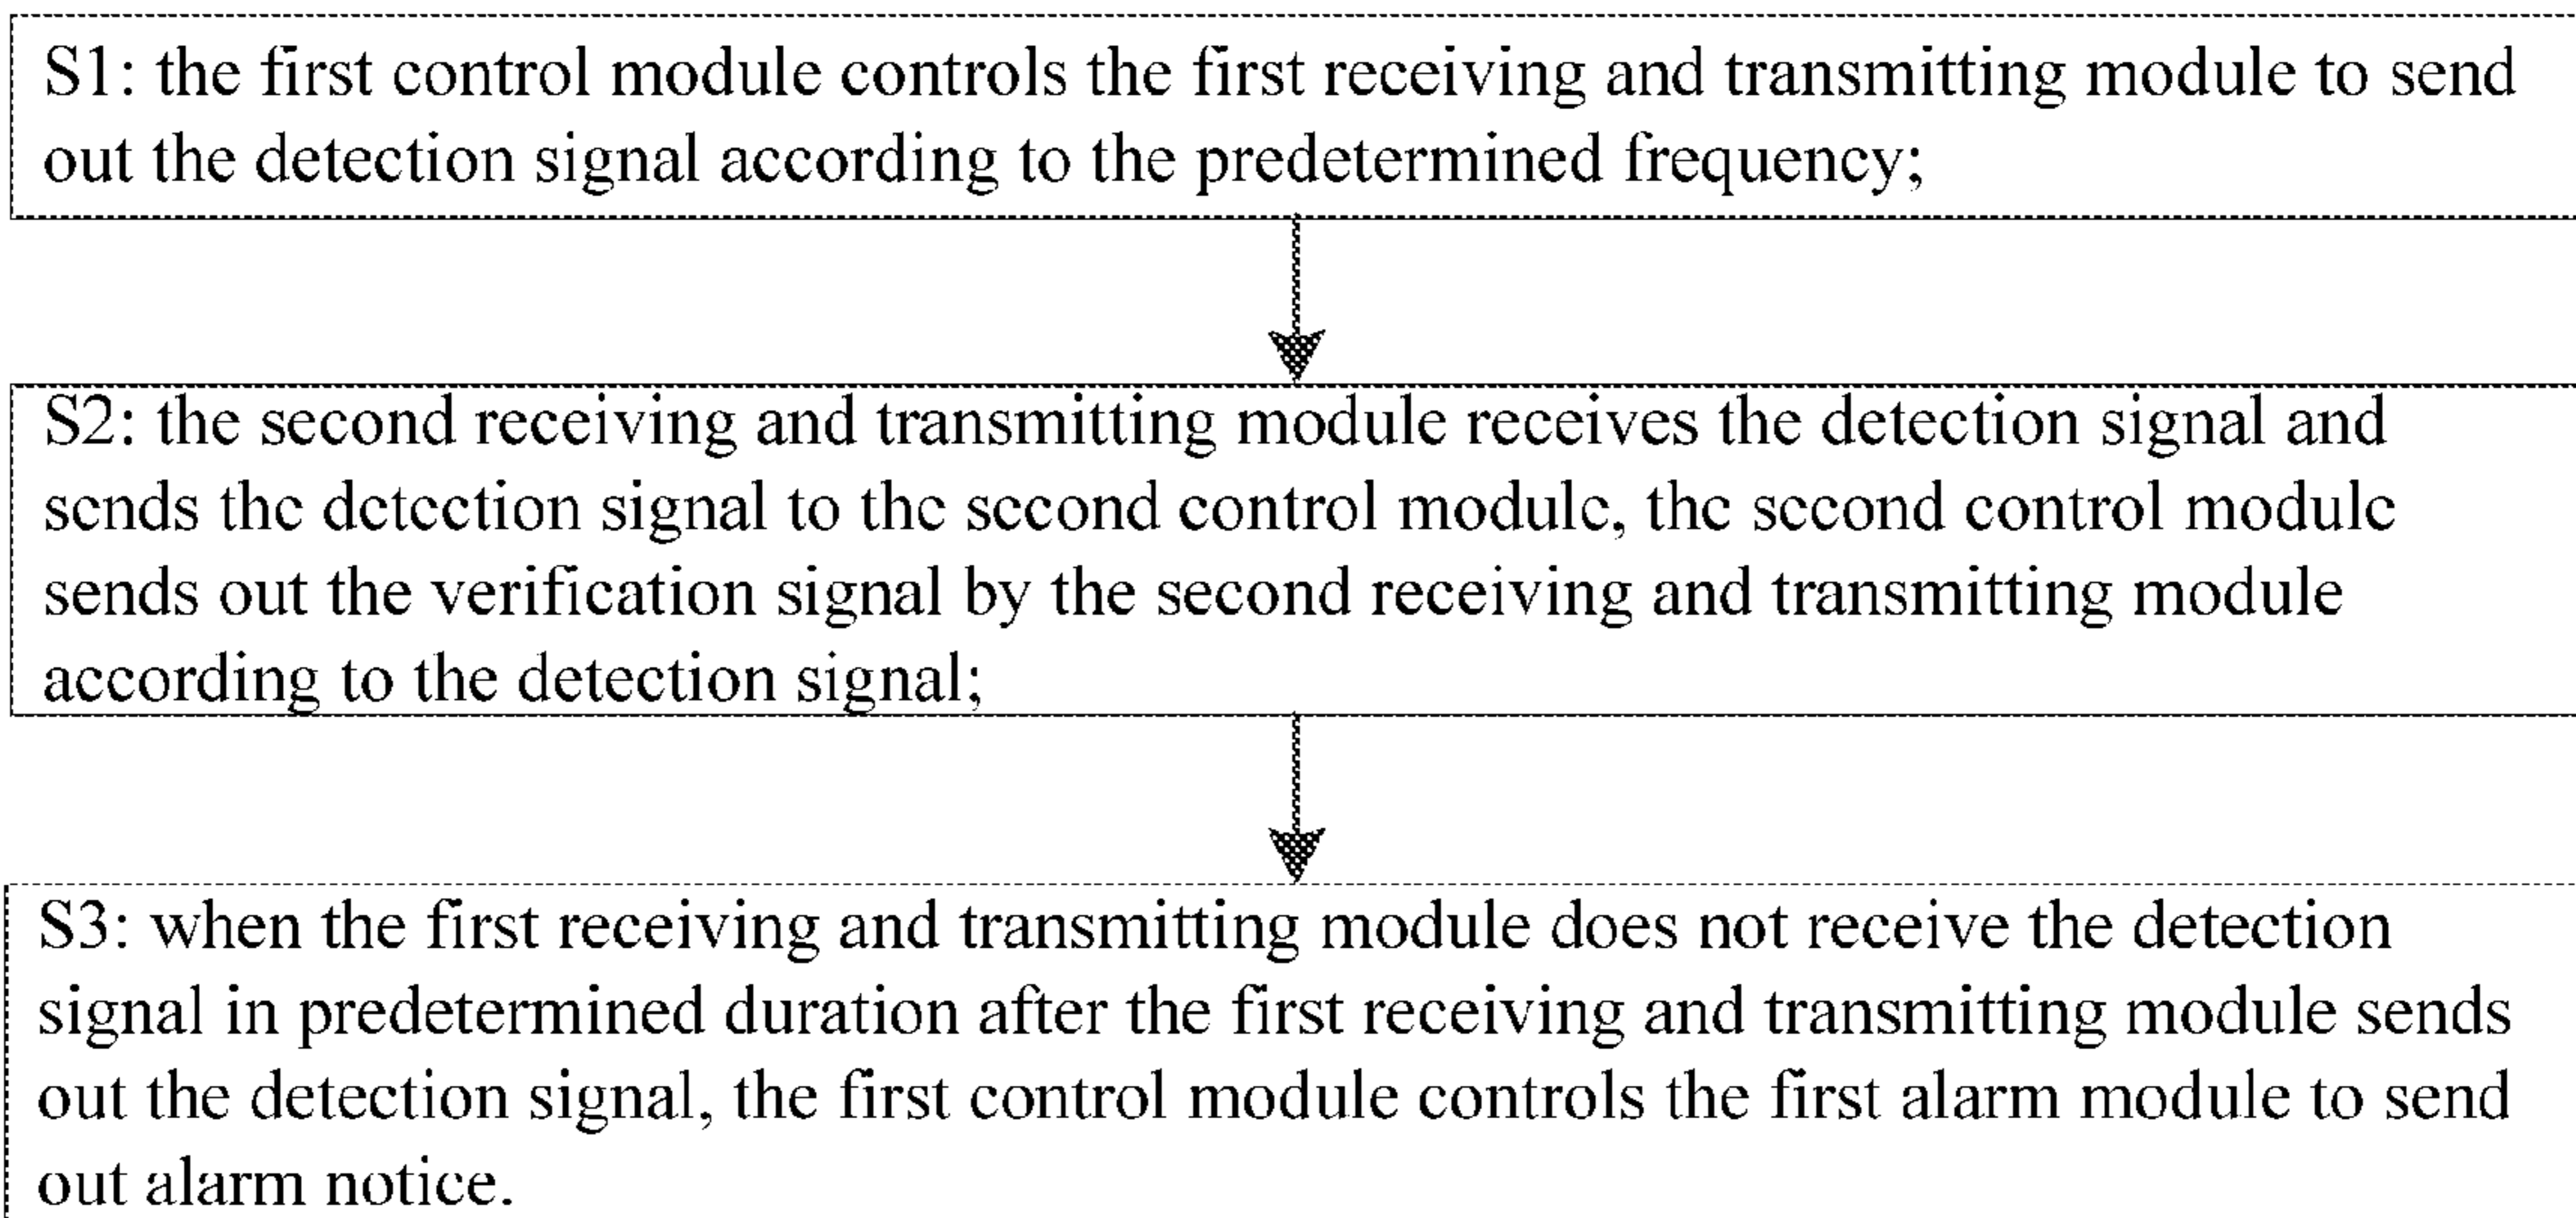 S1: the first control module controls the first receiving and transmitting module to send
out the detection signal according to the predetermined frequency;
S2: the second receiving and transmitting module receives the detection signal and
sends the detection signal to the second control module, the second control module
sends out the verification signal by the second receiving and transmitting module
according to the detection signal;
S3: when the first receiving and transmitting module does not receive the detection
signal in predetermined duration after the first receiving and transmitting module sends
out the detection signal, the first control module controls the first alarm module to send
out alarm notice.